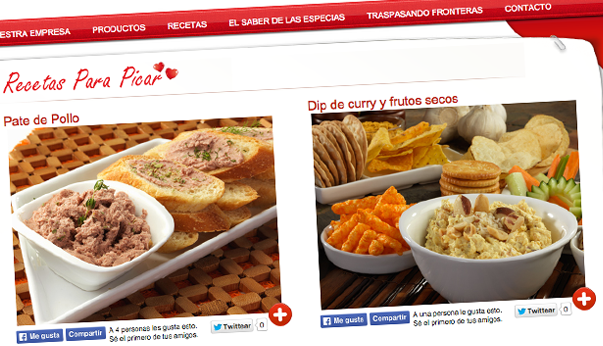 ESTRA EMPRESA PRODUCTOS RECETAS EL SABER DE LAS ESPECIAS TRASPASANDO FRONTERAS CONTACTO
Recetas Para Picar
Pate de Pollo
Dip de curry y frutos secos
Me gusta Compartir A 4 personas les gusta esto.
Sé el primero de tus amigos.
Twittear 0
Me gusta Compartir A una persona le gusta esto.
Sé el primero de tus amigos.
Twittear 0